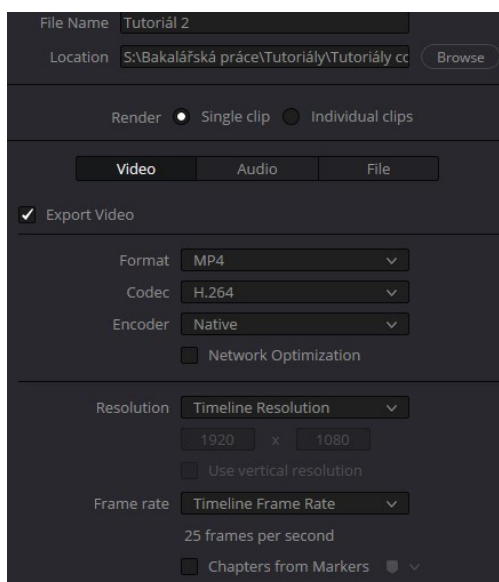 File Name Tutoriál 2
Location S:\Bakalářská práce\Tutoriály\Tutoriály cc Browse
Render Single clip Individual clips
Video Audio File
Export Video
Format MP4
Codec H.264
Encoder Native
Network Optimization
Resolution Timeline Resolution
1920 x 1080
Use vertical resolution
Frame rate Timeline Frame Rate
25 frames per second
Chapters from Markers